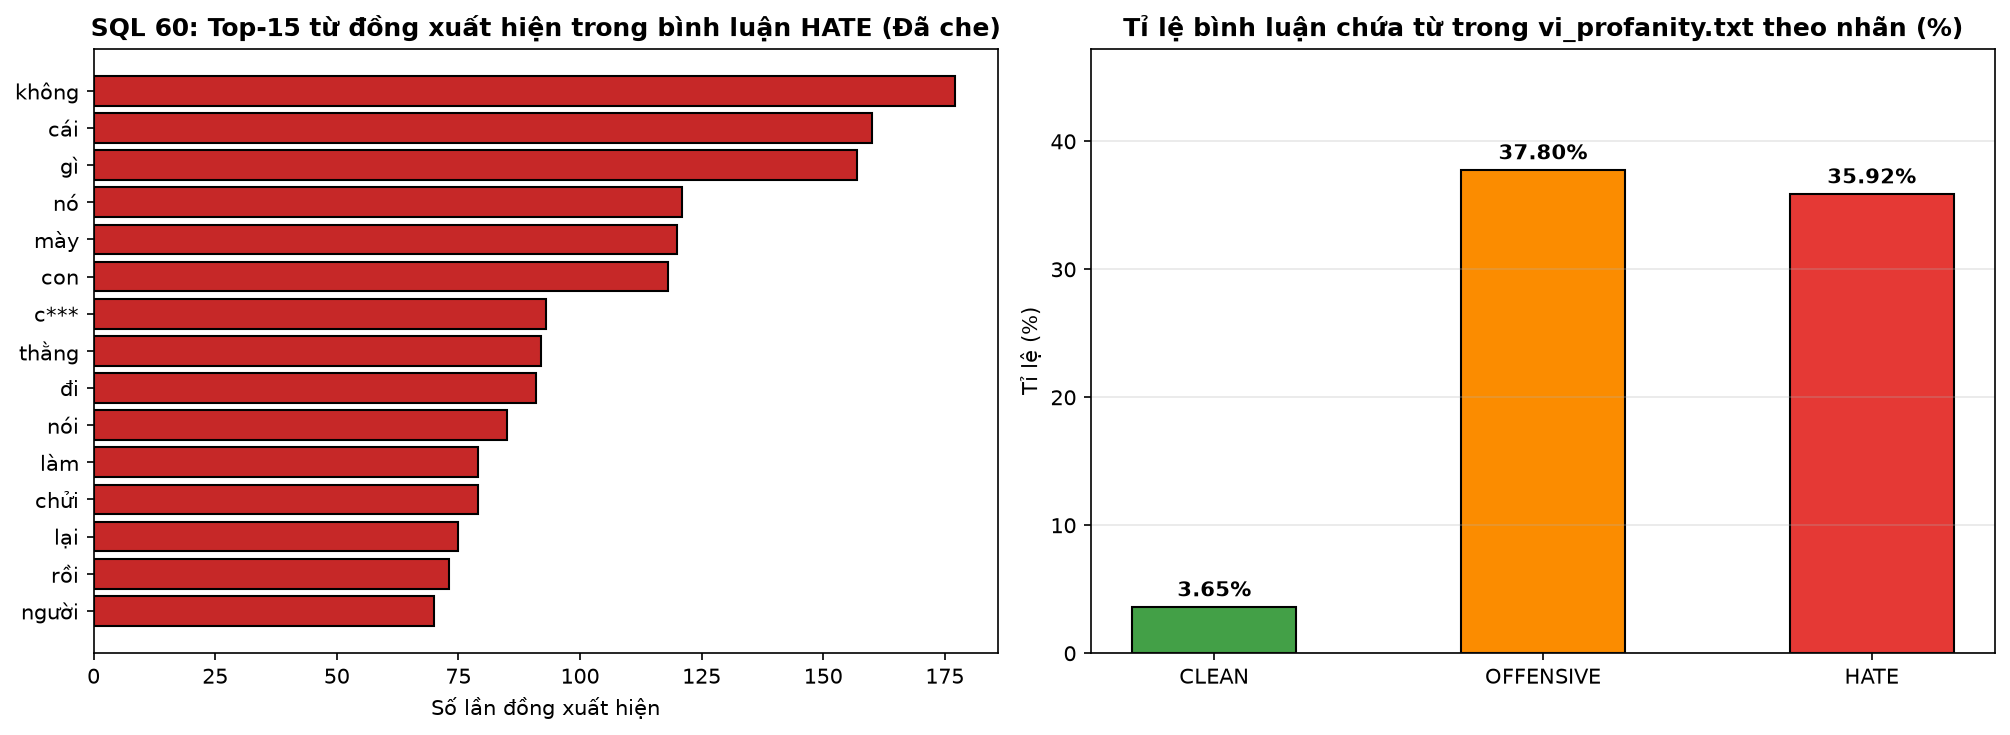 SQL 60: Top-15 từ đồng xuất hiện trong bình luận HATE (Đã che)
không
cái
gì
nó
mày
con
c***
thằng
đi
nói
làm
chửi
lại
rồi
người
0 25 50 75 100 125 150 175
Số lần đồng xuất hiện
Tỉ lệ bình luận chứa từ trong vi_profanity.txt theo nhãn (%)
Tỉ lệ (%)
40
30
20
10
0
3.65%
37.80%
35.92%
CLEAN OFFENSIVE HATE